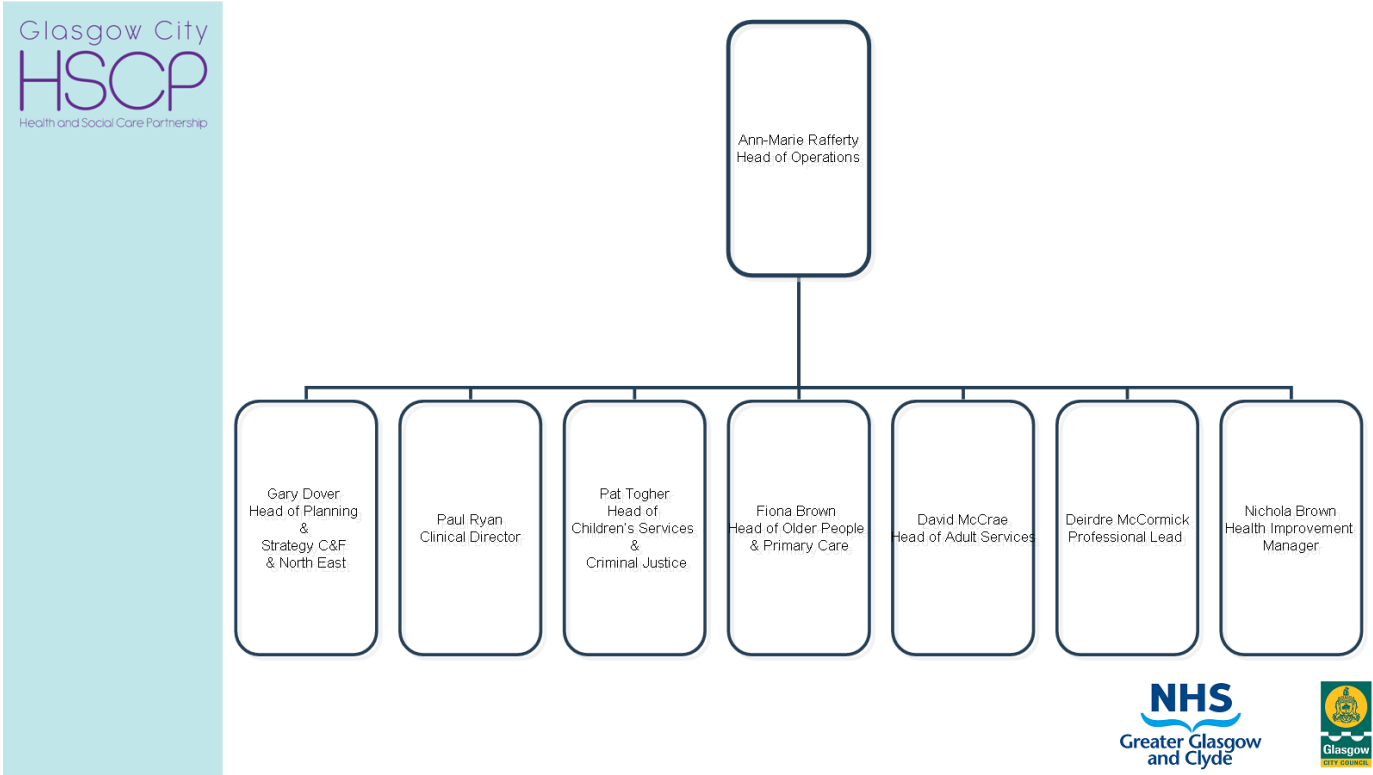 Glasgow City
HSCP
Health and Social Care Partnership
Ann-Marie Rafferty
Head of Operations
Gary Dover
Head of Planning
&
Strategy C&F
& North East
Paul Ryan
Clinical Director
Pat Togher
Head of
Children's Services
&
Criminal Justice
Fiona Brown
Head of Older People
& Primary Care
David McCrae
Head of Adult Services
Deirdre McCormick
Professional Lead
Nichola Brown
Health Improvement
Manager
NHS
Greater Glasgow
and Clyde
Glasgow
CITY COUNCIL